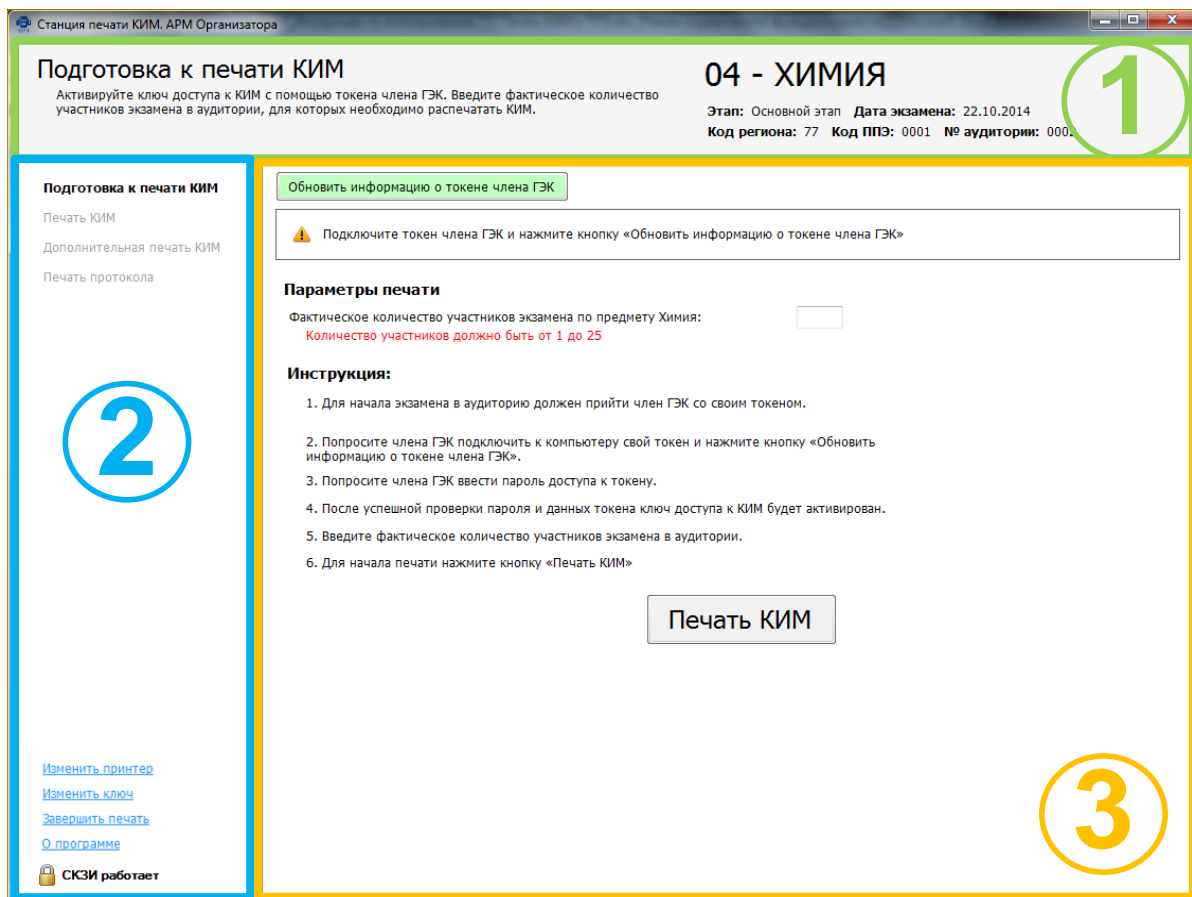 Станция печати КИМ. АРМ Организатора
Подготовка к печати КИМ
Активируйте ключ доступа к КИМ с помощью токена члена ГЭК. Введите фактическое количество
участников экзамена в аудитории, для которых необходимо распечатать КИМ.
04 - ХИМИЯ
Этап: Основной этап Дата экзамена: 22.10.2014
Код региона: 77 Код ППЭ: 0001 № аудитории: 0002
1
Подготовка к печати КИМ
Печать КИМ
Дополнительная печать КИМ
Печать протокола
2
Изменить принтер
Изменить ключ
Завершить печать
О программе
СКЗИ работает
Обновить информацию о токене члена ГЭК
Подключите токен члена ГЭК и нажмите кнопку «Обновить информацию о токене члена ГЭК»
Параметры печати
Фактическое количество участников экзамена по предмету Химия:
Количество участников должно быть от 1 до 25
Инструкция:
1. Для начала экзамена в аудиторию должен прийти член ГЭК со своим токеном.
2. Попросите члена ГЭК подключить к компьютеру свой токен и нажмите кнопку «Обновить
информацию о токене члена ГЭК».
3. Попросите члена ГЭК ввести пароль доступа к токену.
4. После успешной проверки пароля и данных токена ключ доступа к КИМ будет активирован.
5. Введите фактическое количество участников экзамена в аудитории.
6. Для начала печати нажмите кнопку «Печать КИМ»
Печать КИМ
3